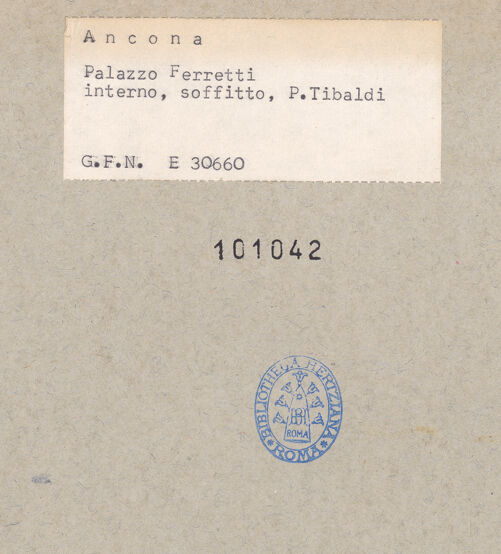 Ancona
Palazzo Ferretti
interno, soffitto, P.Tibaldi
G.F.N. E 30660
101042
BIBLIOTHECA HERTZIANA
ROMA
ROMA